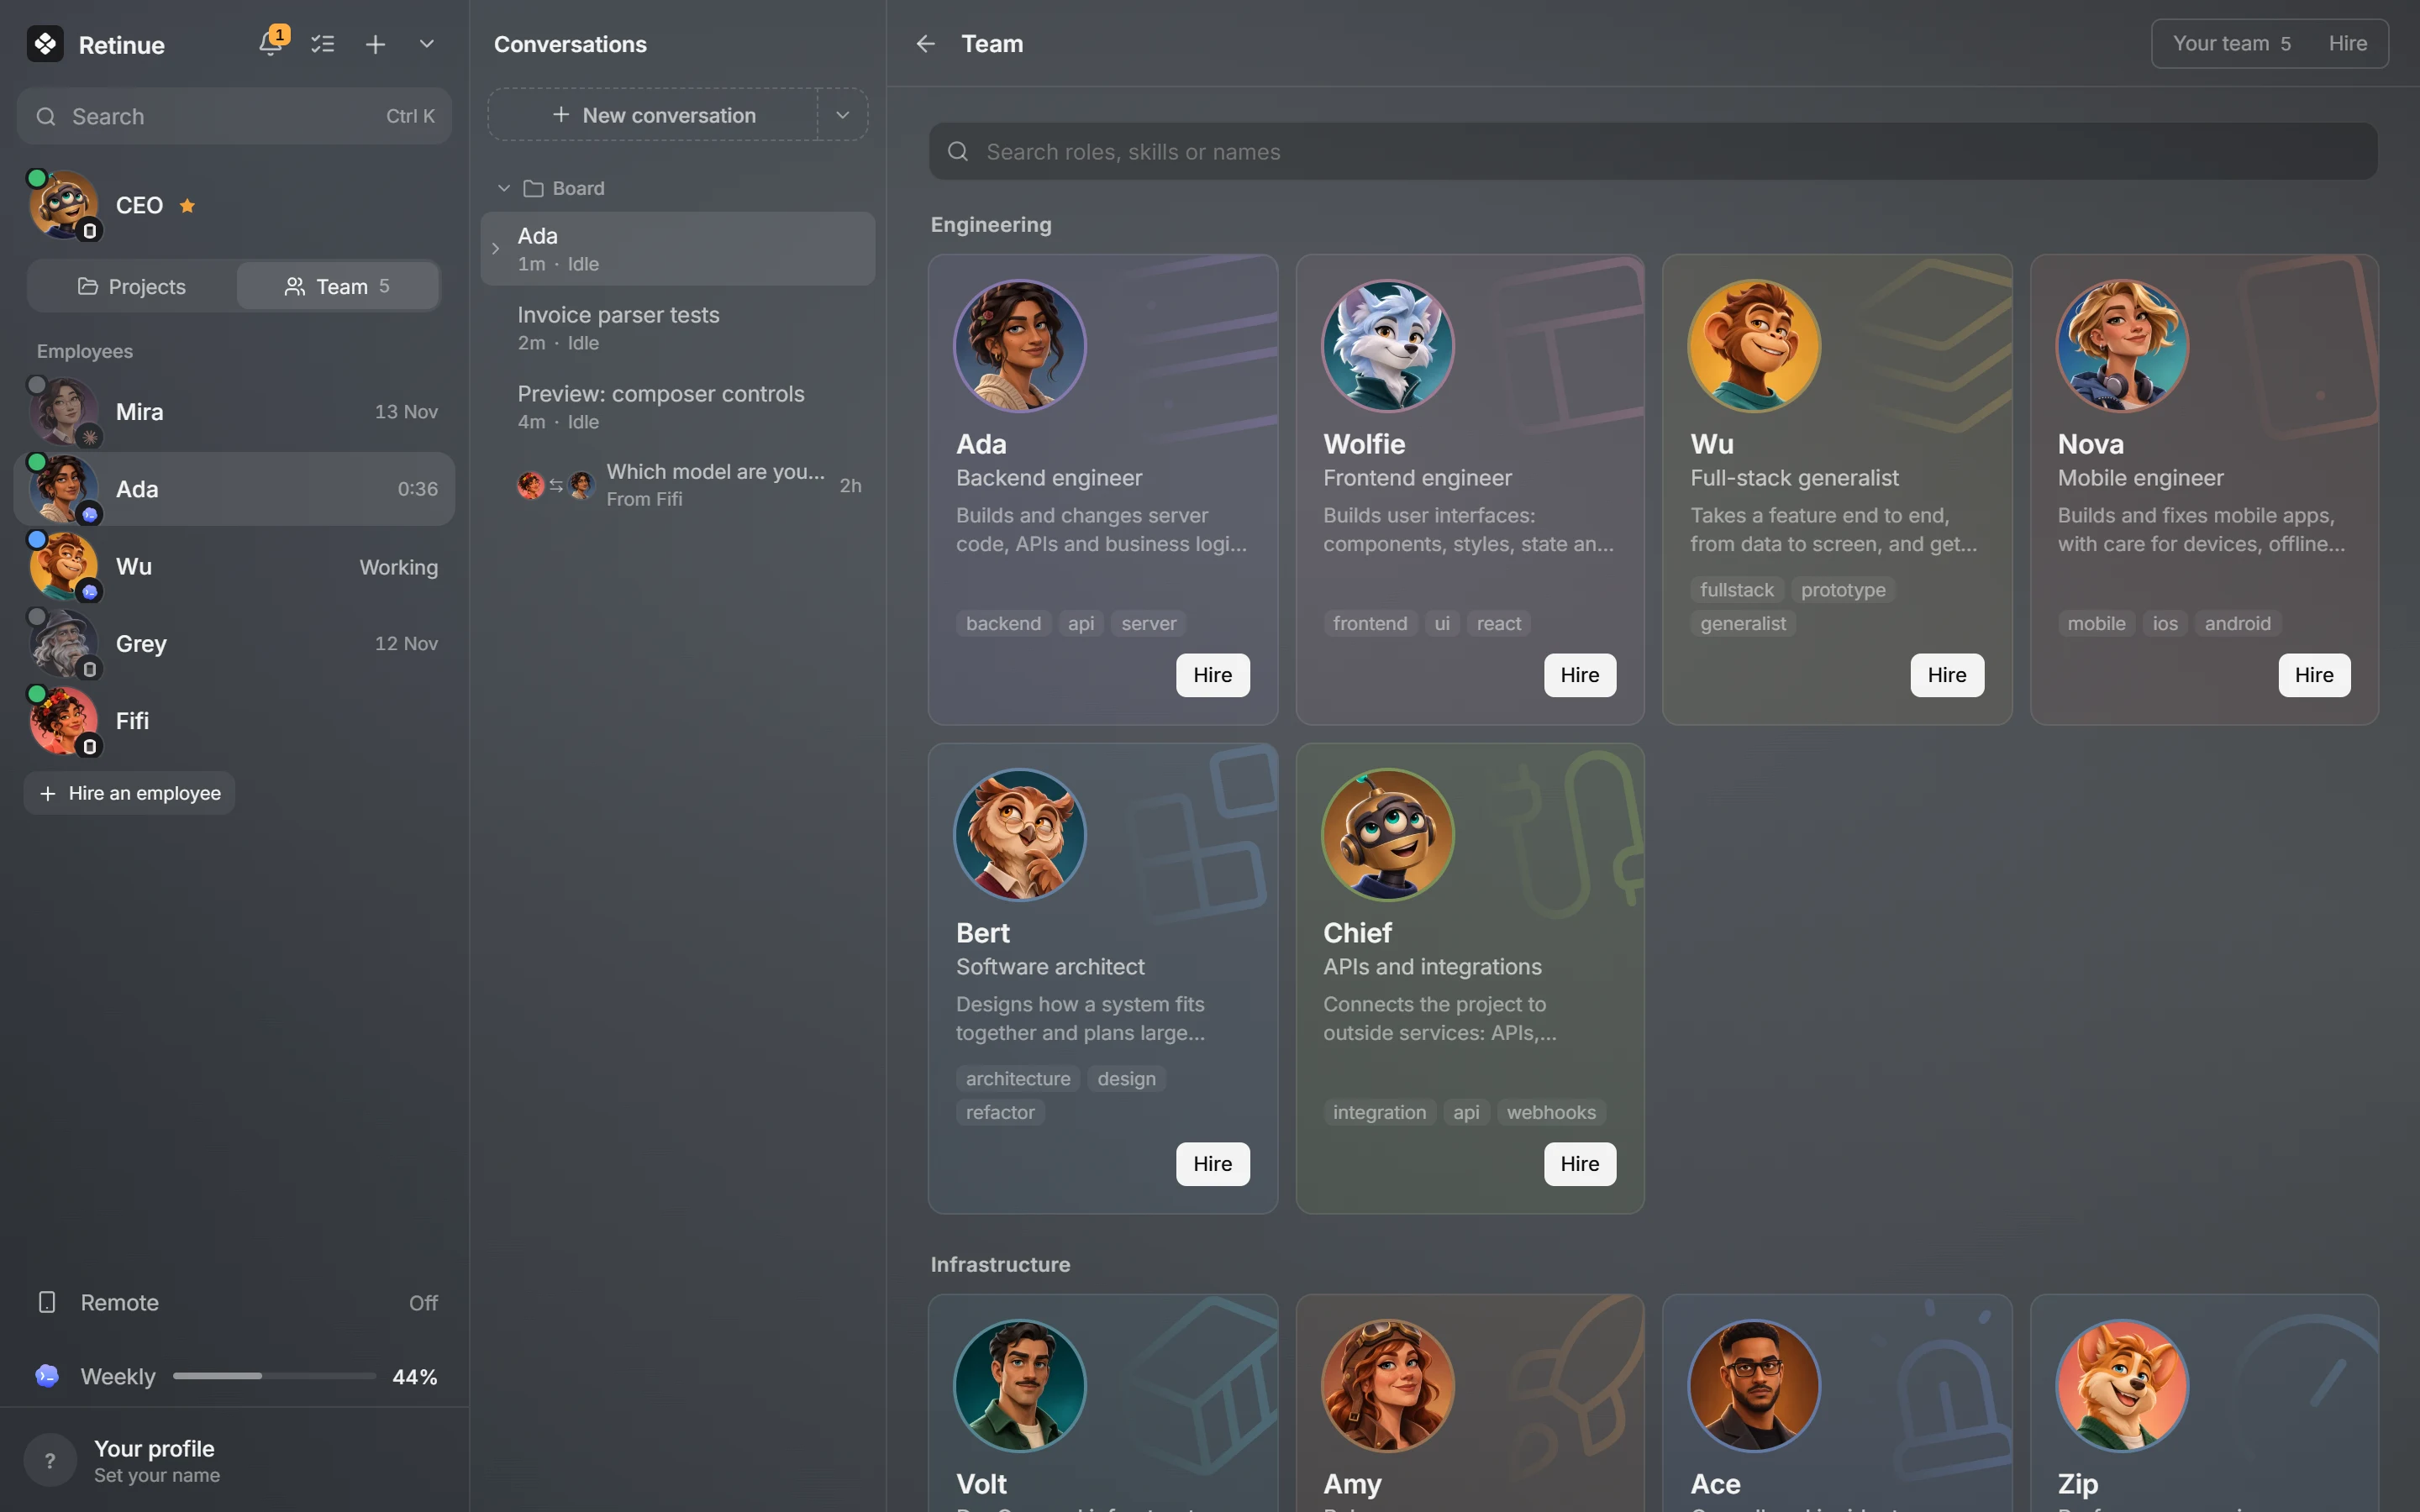 Retinue
1
Search
Ctrl K
CEO
Projects
Team 5
Employees
Mira
13 Nov
Ada
0:36
Wu
Working
Grey
12 Nov
Fifi
Hire an employee
Remote
Off
Weekly
44%
?
Your profile
Set your name
Conversations
New conversation
Board
Ada
1m · Idle
Invoice parser tests
2m · Idle
Preview: composer controls
4m · Idle
Which model are you...
From Fifi
2h
Team
Your team 5
Hire
Search roles, skills or names
Engineering
Ada
Backend engineer
Builds and changes server
code, APIs and business logi...
backend api server
Hire
Wolfie
Frontend engineer
Builds user interfaces:
components, styles, state an...
frontend ui react
Hire
Wu
Full-stack generalist
Takes a feature end to end,
from data to screen, and get...
fullstack prototype
generalist
Hire
Nova
Mobile engineer
Builds and fixes mobile apps,
with care for devices, offline...
mobile ios android
Hire
Bert
Software architect
Designs how a system fits
together and plans large...
architecture design
refactor
Hire
Chief
APIs and integrations
Connects the project to
outside services: APIs,...
integration api webhooks
Hire
Infrastructure
Volt
Amy
Ace
Zip